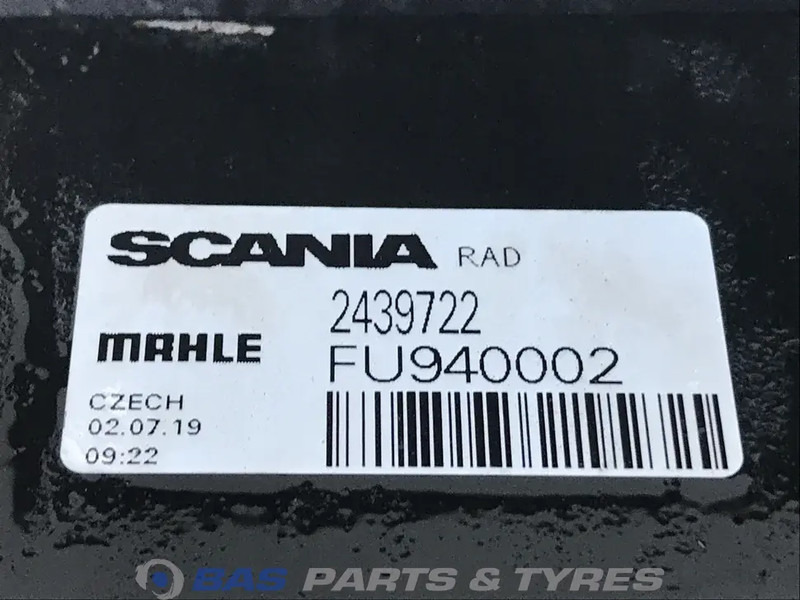 SCANIA RAD
2439722
MAHLE
FU940002
CZECH
02.07.19
09:22
BAS PARTS & TYRES